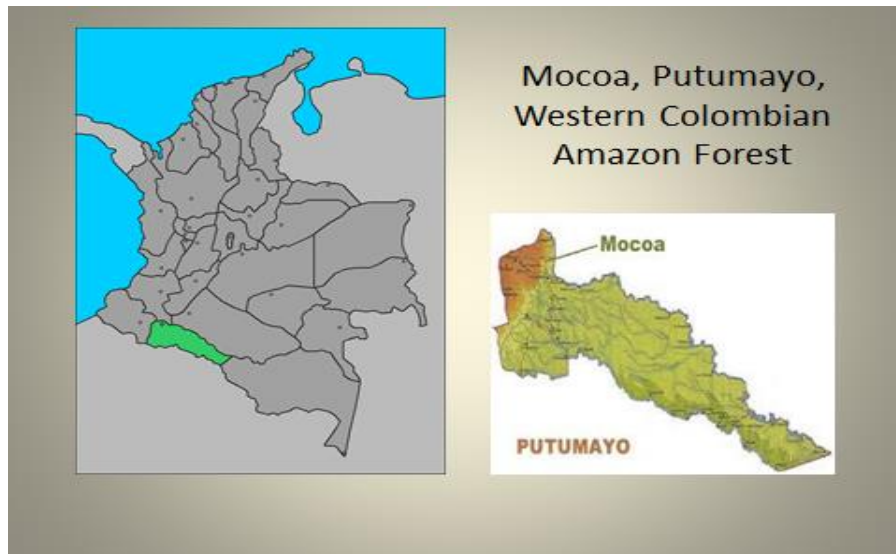 Mocoa, Putumayo,
Western Colombian
Amazon Forest
Mocoa
PUTUMAYO